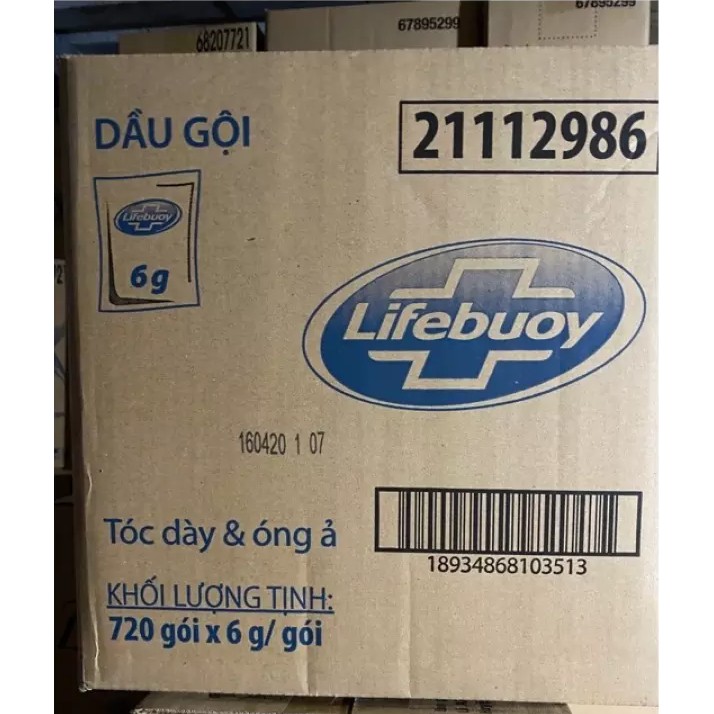 68207721
67895299
67895299
DẦU GỘI
21112986
Lifebuoy
6g
Lifebuoy
160420 1 07
Tóc dày & óng ả
18934868103513
KHỐI LƯỢNG TỊNH:
720 gói x 6 g/ gói